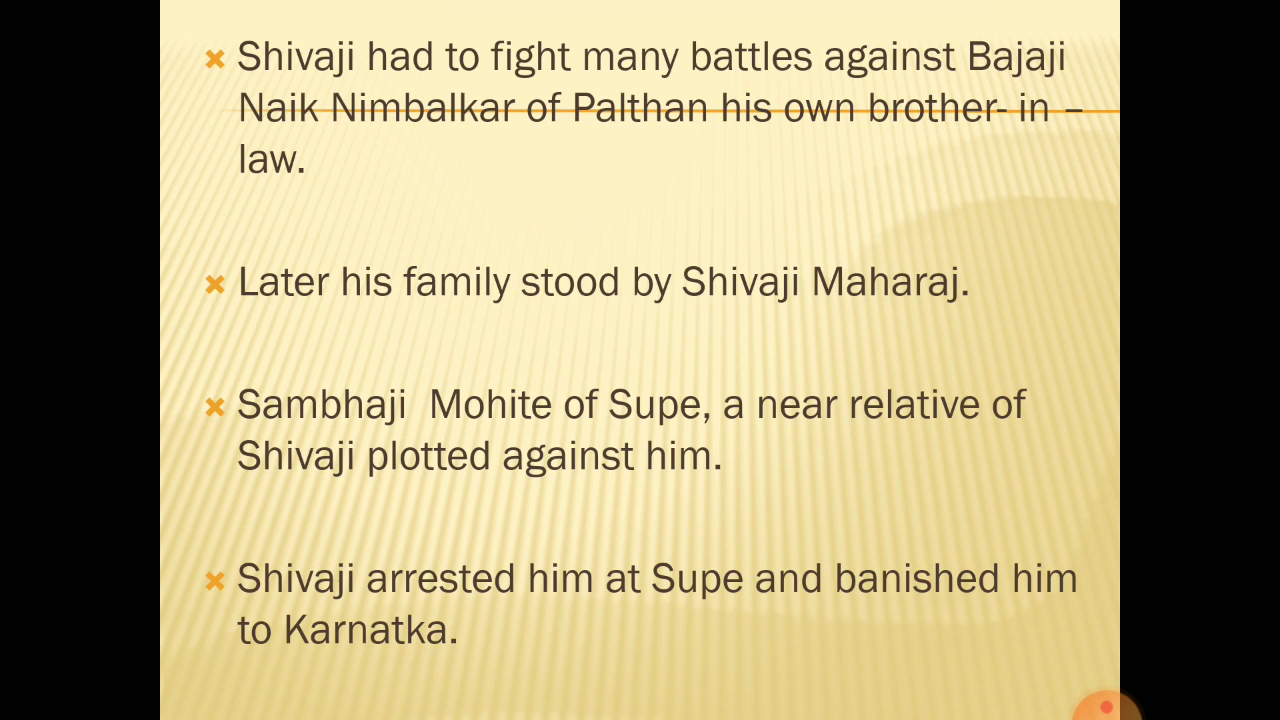 Shivaji had to fight many battles against Bajaji
Naik Nimbalkar of Palthan his own brother- in –
law.
Later his family stood by Shivaji Maharaj.
Sambhaji  Mohite of Supe, a near relative of
Shivaji plotted against him.
Shivaji arrested him at Supe and banished him
to Karnatka.